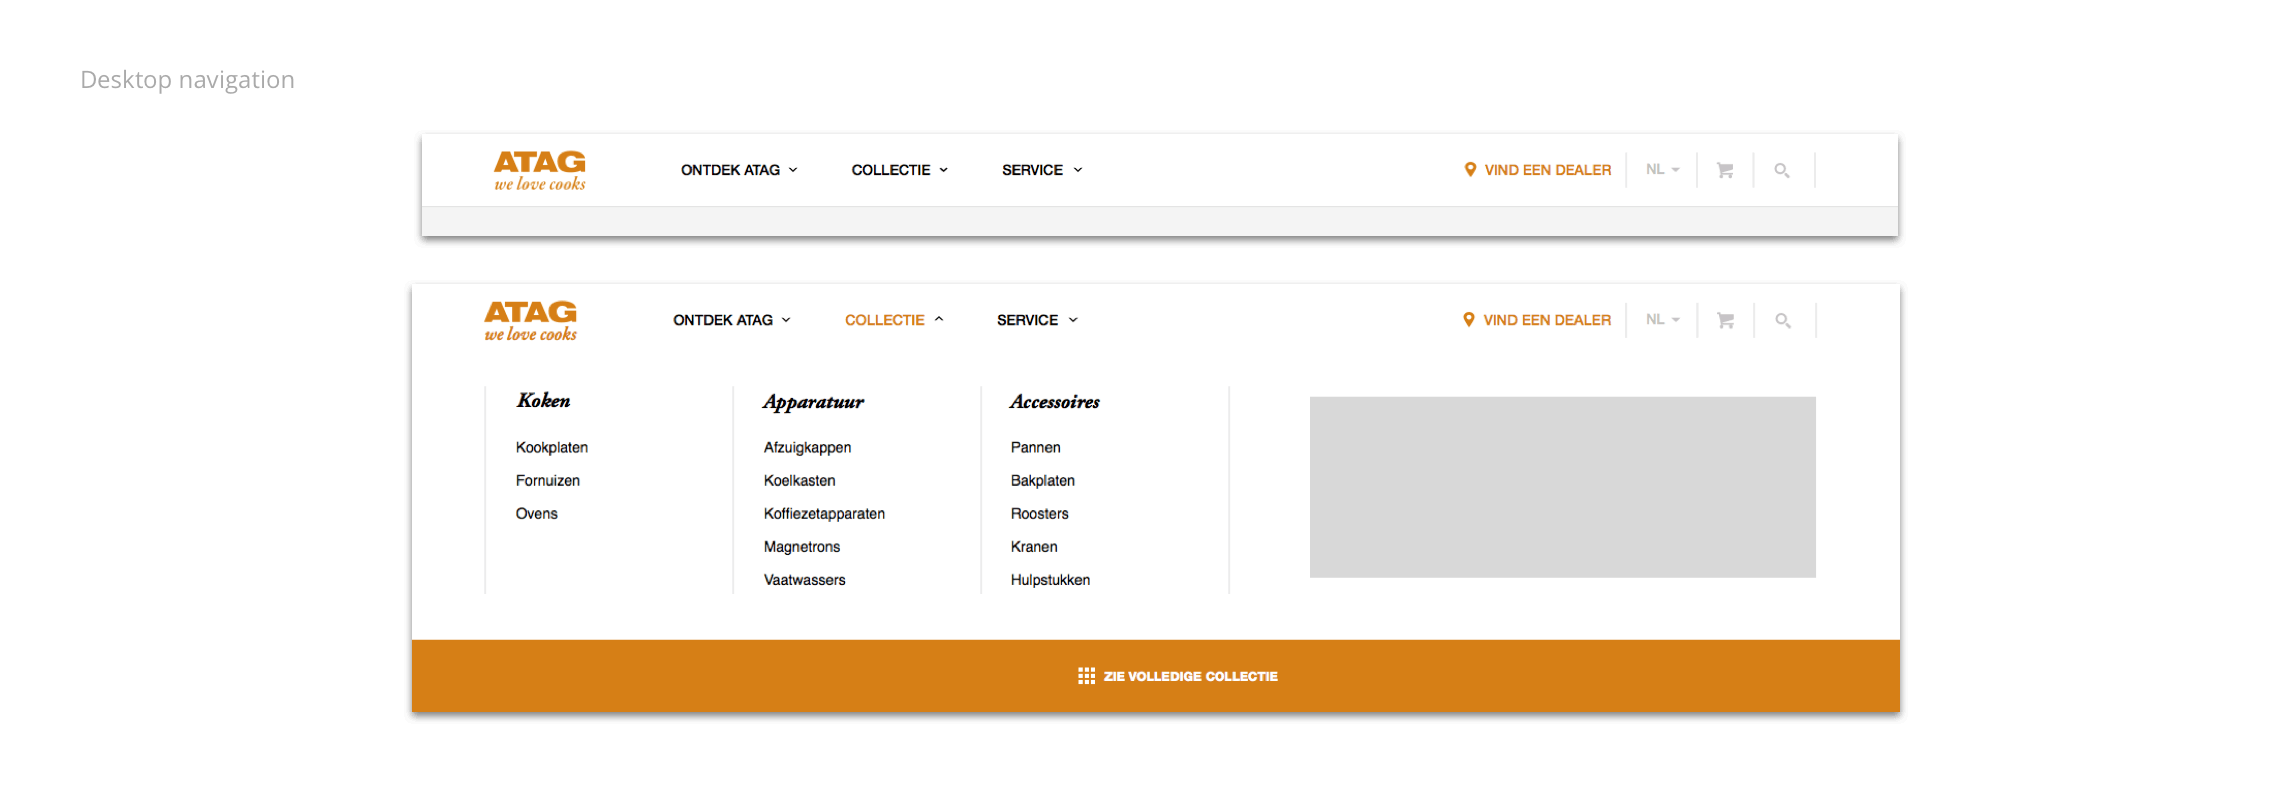 Desktop navigation
ATAG
we love cooks
ONTDEK ATAG
COLLECTIE
SERVICE
VIND EEN DEALER
NL
ATAG
we love cooks
ONTDEK ATAG
COLLECTIE
SERVICE
VIND EEN DEALER
NL
Koken
Kookplaten
Fornuizen
Ovens
Apparatuur
Afzuigkappen
Koelkasten
Koffiezetapparaten
Magnetrons
Vaatwassers
Accessoires
Pannen
Bakplaten
Roosters
Kranen
Hulpstukken
ZIE VOLLEDIGE COLLECTIE